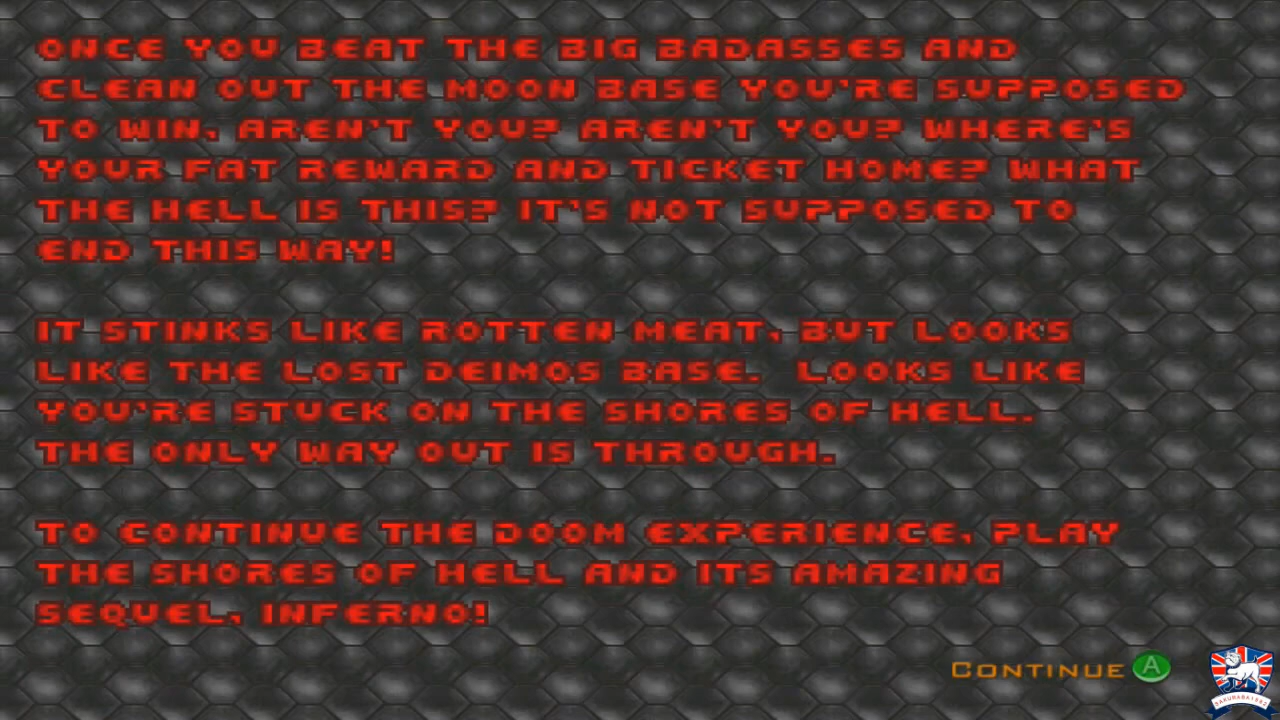 ONCE YOU BEAT THE BIG BADASSES AND
CLEAN OUT THE MOON BASE YOU'RE SUPPOSED
TO WIN, AREN'T YOU? AREN'T YOU? WHERE'S
YOUR FAT REWARD AND TICKET HOME? WHAT
THE HELL IS THIS? IT'S NOT SUPPOSED TO
END THIS WAY!
IT STINKS LIKE ROTTEN MEAT, BUT LOOKS
LIKE THE LOST DEIMOS BASE.  LOOKS LIKE
YOU'RE STUCK ON THE SHORES OF HELL.
THE ONLY WAY OUT IS THROUGH.
TO CONTINUE THE DOOM EXPERIENCE, PLAY
THE SHORES OF HELL AND ITS AMAZING
SEQUEL, INFERNO!
CONTINUE A